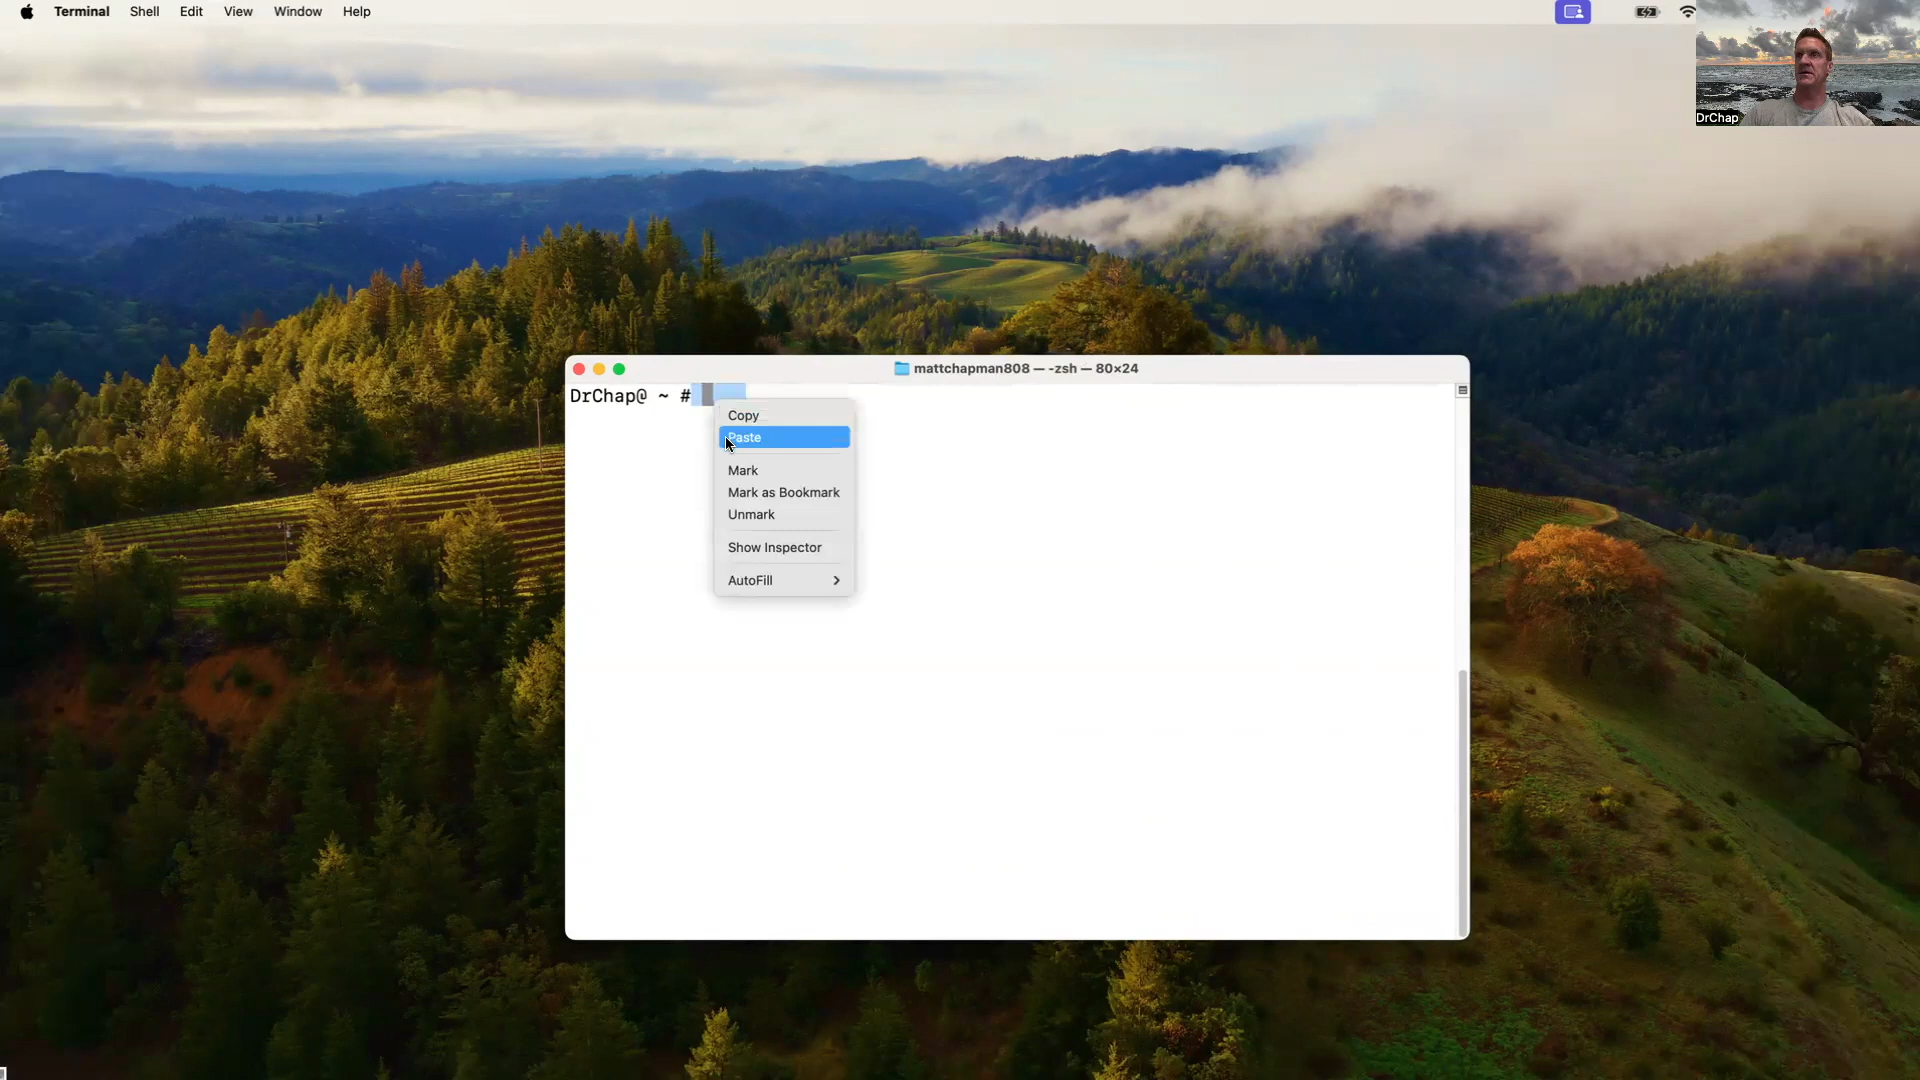 Terminal Shell Edit View Window Help
DrChap
mattchapman808 — -zsh — 80×24
DrChap@ ~ #
Copy
Paste
Mark
Mark as Bookmark
Unmark
Show Inspector
AutoFill